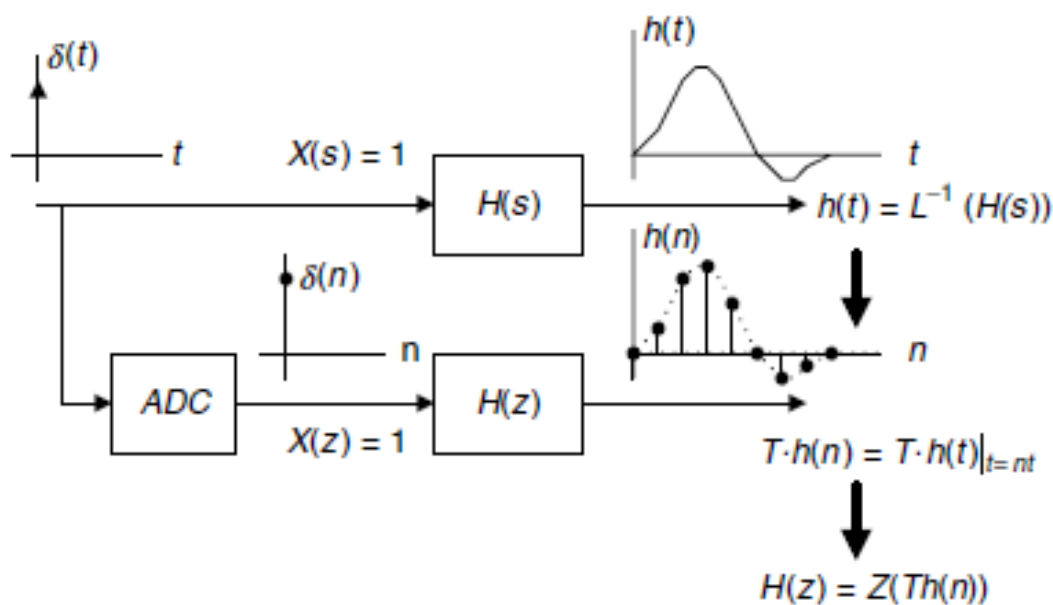 h(t)
δ(t)
t
X(s) = 1
t
H(s)
h(t) = L⁻¹ (H(s))
h(n)
δ(n)
n
n
ADC
H(z)
X(z) = 1
T·h(n) = T·h(t)|t=nt
H(z) = Z(Th(n))